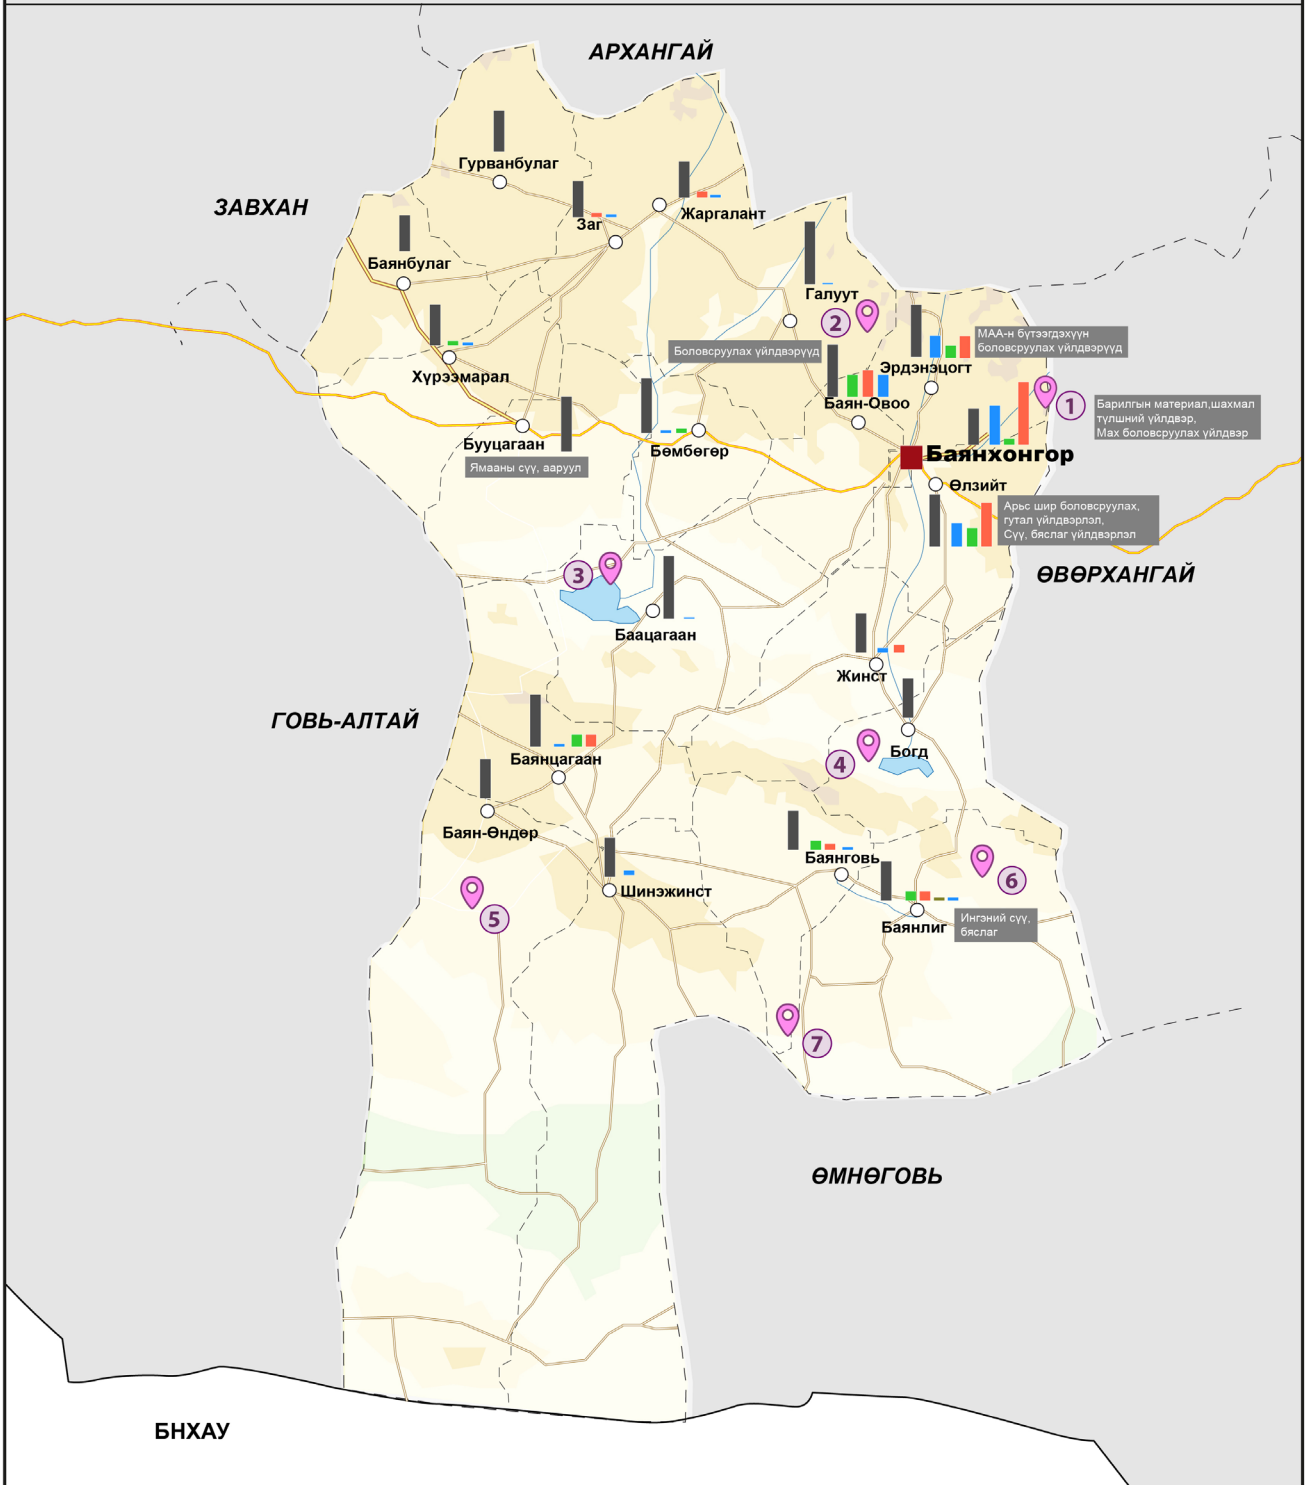 АРХАНГАЙ
Гурванбулаг
ЗАВХАН
Заг
Жаргалант
Баянбулаг
Галуут
2
МАА-н бүтээгдэхүүн
боловсруулах үйлдвэрүүд
Боловсруулах үйлдвэрүүд
Эрдэнэцогт
Хүрээмарал
Баян-Овоо
1
Барилгын материал,шахмал
түлшний үйлдвэр,
Мах боловсруулах үйлдвэр
Бууцагаан
Бөмбөгөр
Баянхонгор
Ямааны сүү, ааруул
Өлзийт
Арьс шир боловсруулах,
гутал үйлдвэрлэл,
Сүү, бяслаг үйлдвэрлэл
3
ӨВӨРХАНГАЙ
Баацагаан
Жинст
ГОВЬ-АЛТАЙ
Богд
4
Баянцагаан
Баян-Өндөр
Баянговь
6
Шинэжинст
5
Баянлиг
Ингэний сүү,
бяслаг
7
ӨМНӨГОВЬ
БНХАУ